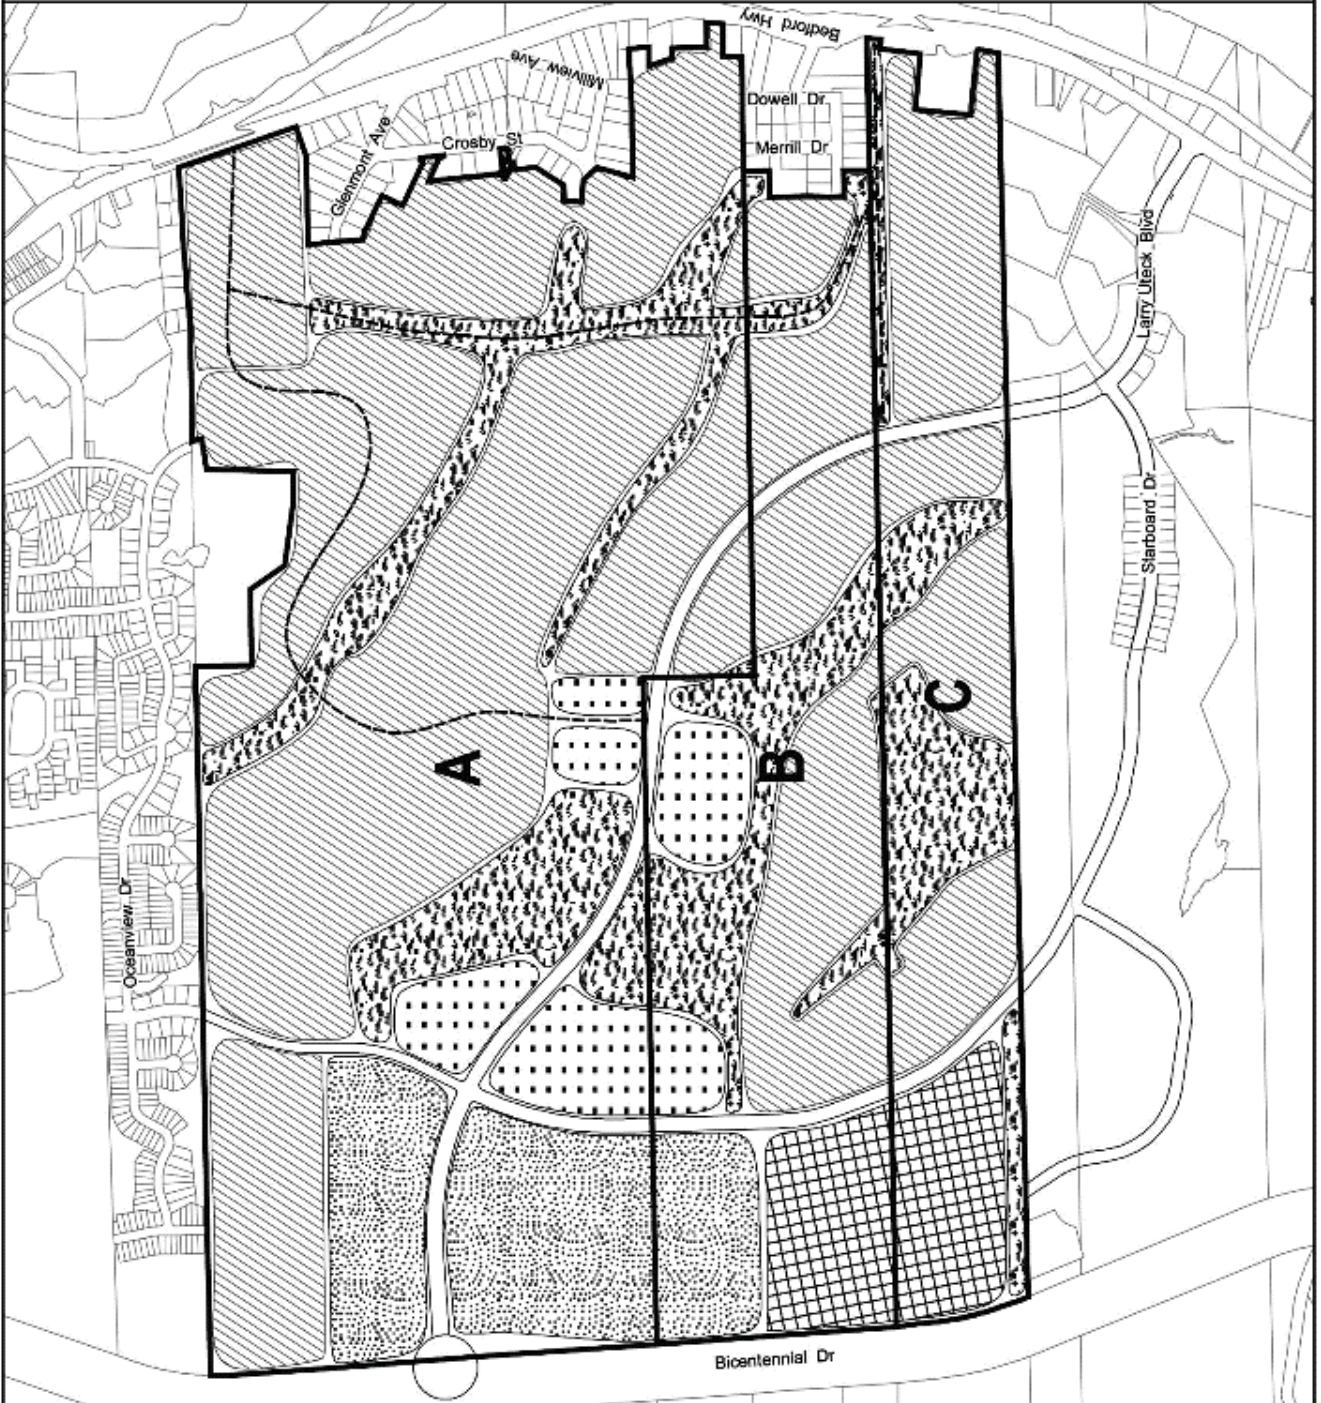 Bedford Hwy
Millview Ave
Dowell Dr
Crosby St
Merrill Dr
Glenmont Ave
Larry Uteck Blvd
Starboard Dr
C
A
B
Oceanview Dr
Bicentennial Dr